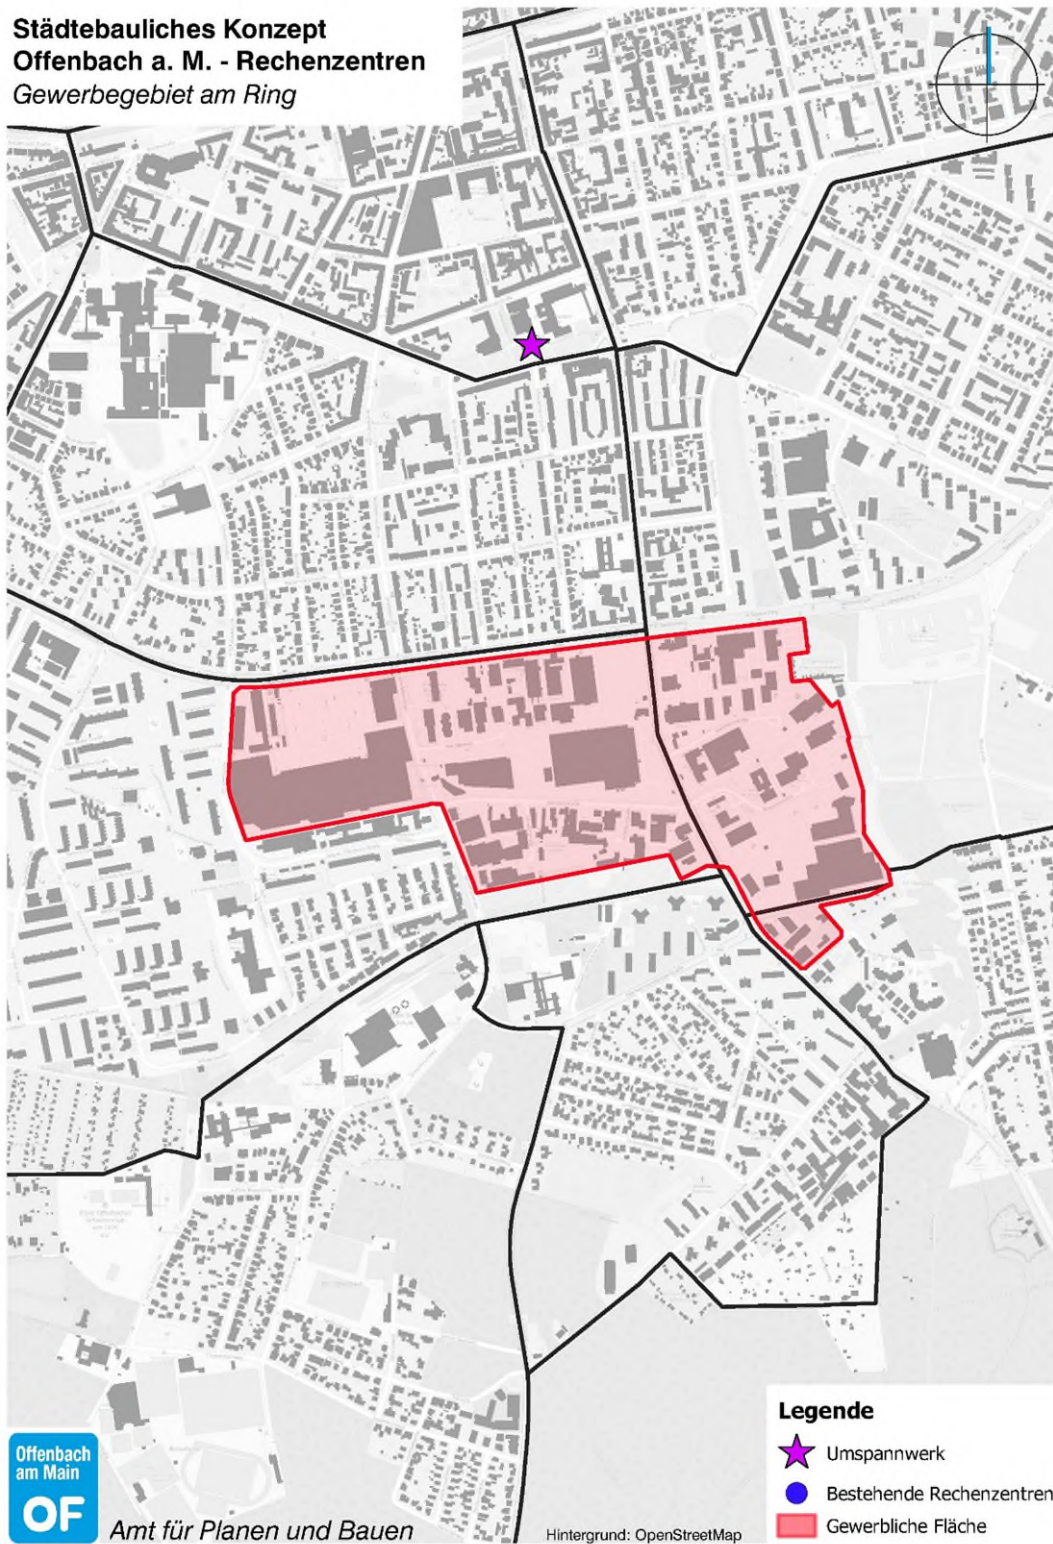 Städtebauliches Konzept
Offenbach a. M. - Rechenzentren
Gewerbegebiet am Ring
Legende
Umspannwerk
Bestehende Rechenzentren
Gewerbliche Fläche
Offenbach
am Main
OF
Amt für Planen und Bauen
Hintergrund: OpenStreetMap